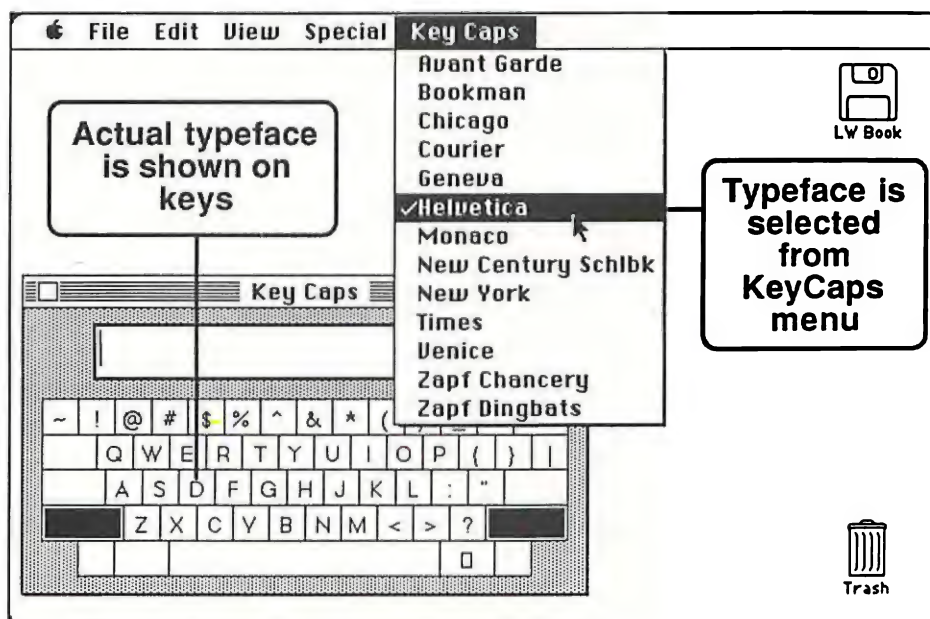 File Edit View Special Key Caps
Avant Garde
Bookman
Chicago
Courier
Geneva
✓Helvetica
Monaco
New Century Schlbk
New York
Times
Venice
Zapf Chancery
Zapf Dingbats
LW Book
Actual typeface
is shown on
keys
Typeface is
selected
from
KeyCaps
menu
Key Caps
~ ! @ # $ % ^ & * (
Q W E R T Y U I O P { } |
A S D F G H J K L : "
Z X C V B N M < > ?
Trash